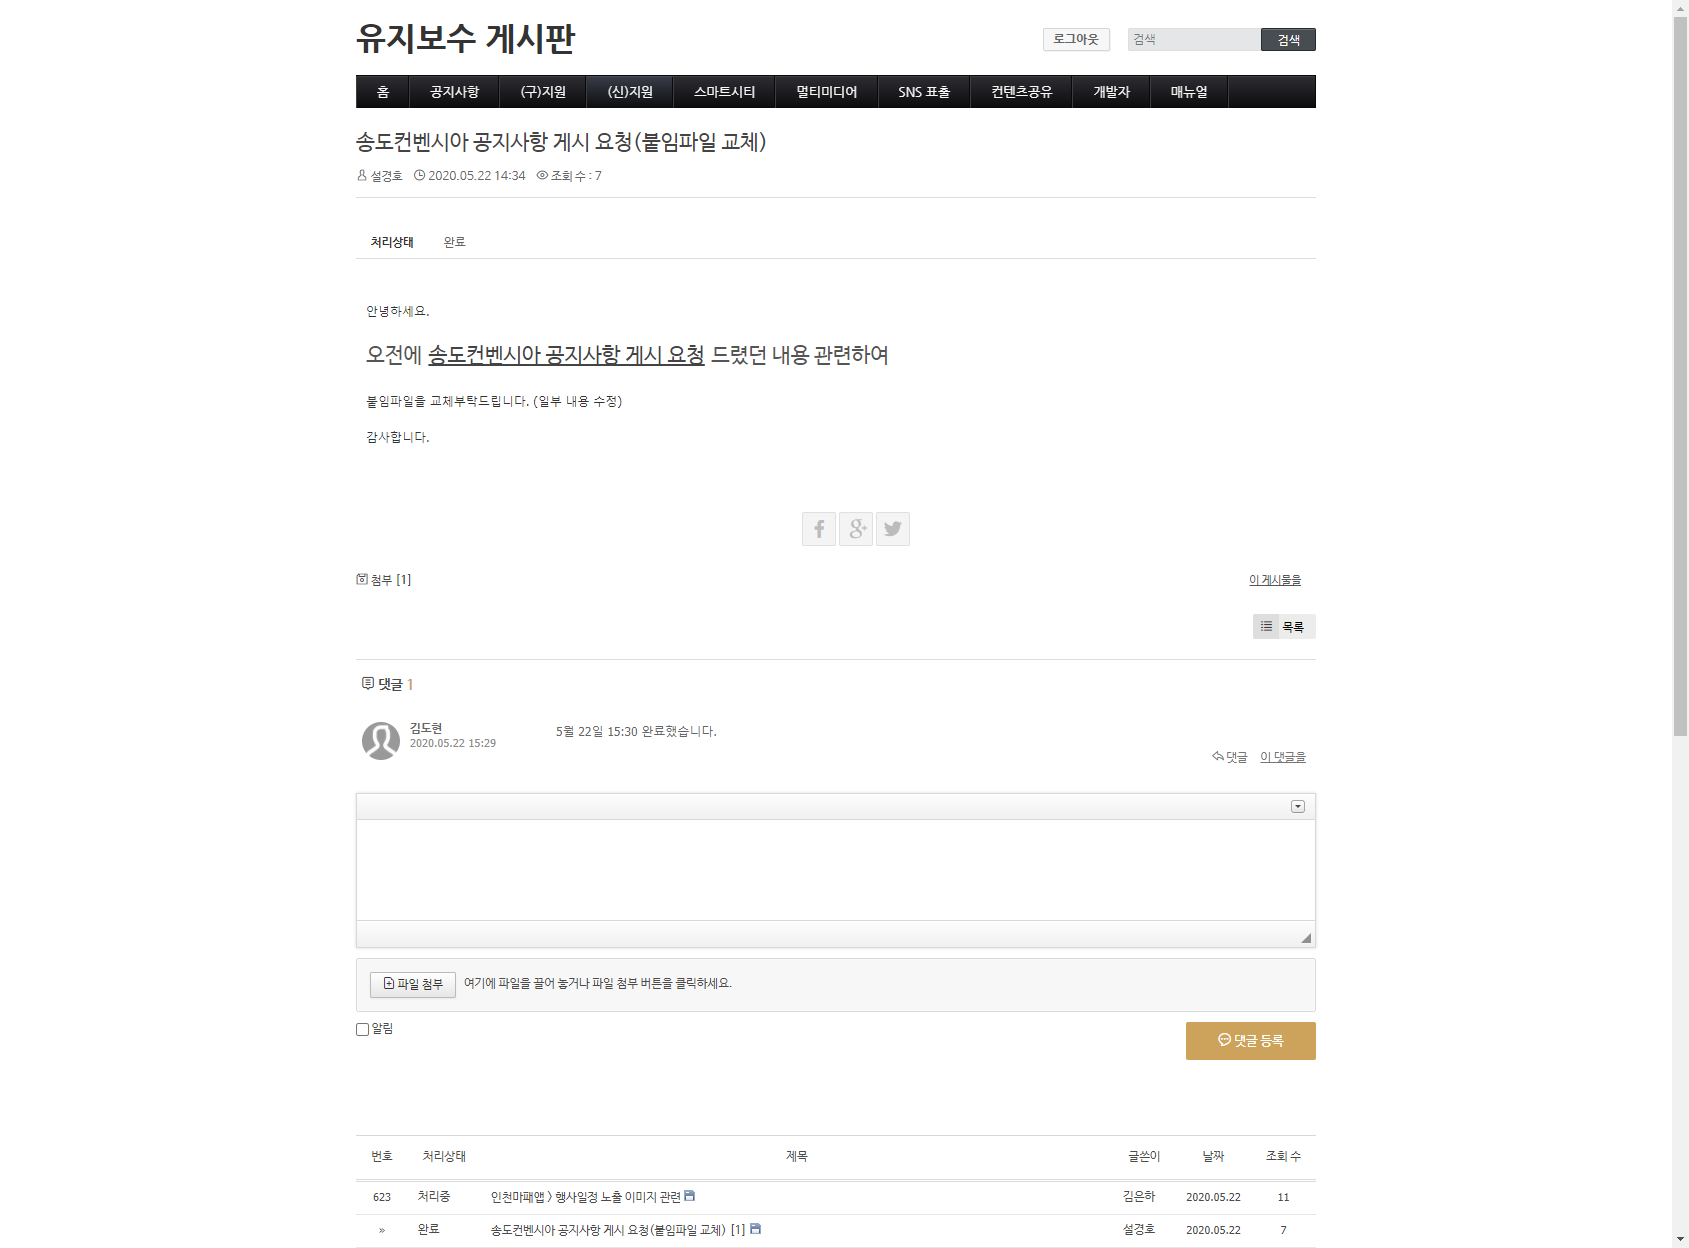 유지보수 게시판
로그아웃 검색 검색
홈 공지사항 (구)지원 (신)지원 스마트시티 멀티미디어 SNS 표출 컨텐츠공유 개발자 매뉴얼
송도컨벤시아 공지사항 게시 요청(붙임파일 교체)
설경호 2020.05.22 14:34 조회 수 : 7
처리상태 완료
안녕하세요.
오전에 송도컨벤시아 공지사항 게시 요청 드렸던 내용 관련하여
붙임파일을 교체부탁드립니다. (일부 내용 수정)
감사합니다.
첨부 [1] 이 게시물을
목록
댓글 1
김도현 5월 22일 15:30 완료했습니다.
2020.05.22 15:29
댓글 이 댓글을
파일 첨부 여기에 파일을 끌어 놓거나 파일 첨부 버튼을 클릭하세요.
알림 댓글 등록
번호 처리상태 제목 글쓴이 날짜 조회 수
623 처리중 인천마패앱 > 행사일정 노출 이미지 관련 김은하 2020.05.22 11
» 완료 송도컨벤시아 공지사항 게시 요청(붙임파일 교체) [1] 설경호 2020.05.22 7